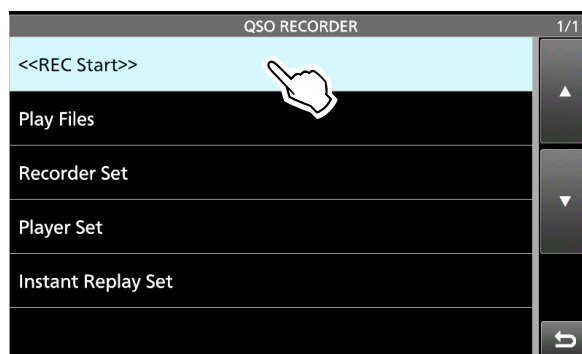 QSO RECORDER 1/1
<<REC Start>>
Play Files
Recorder Set
Player Set
Instant Replay Set